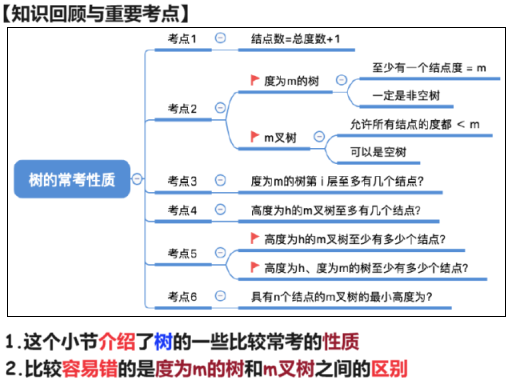 【知识回顾与重要考点】
考点1
结点数=总度数+1
考点2
度为m的树
至少有一个结点度 = m
一定是非空树
m叉树
允许所有结点的度都 < m
可以是空树
树的常考性质
考点3
度为m的树第 i 层至多有几个结点?
考点4
高度为h的m叉树至多有几个结点?
考点5
高度为h的m叉树至少有多少个结点?
高度为h、度为m的树至少有多少个结点?
考点6
具有n个结点的m叉树的最小高度为?
1.这个小节介绍了树的一些比较常考的性质
2.比较容易错的是度为m的树和m叉树之间的区别